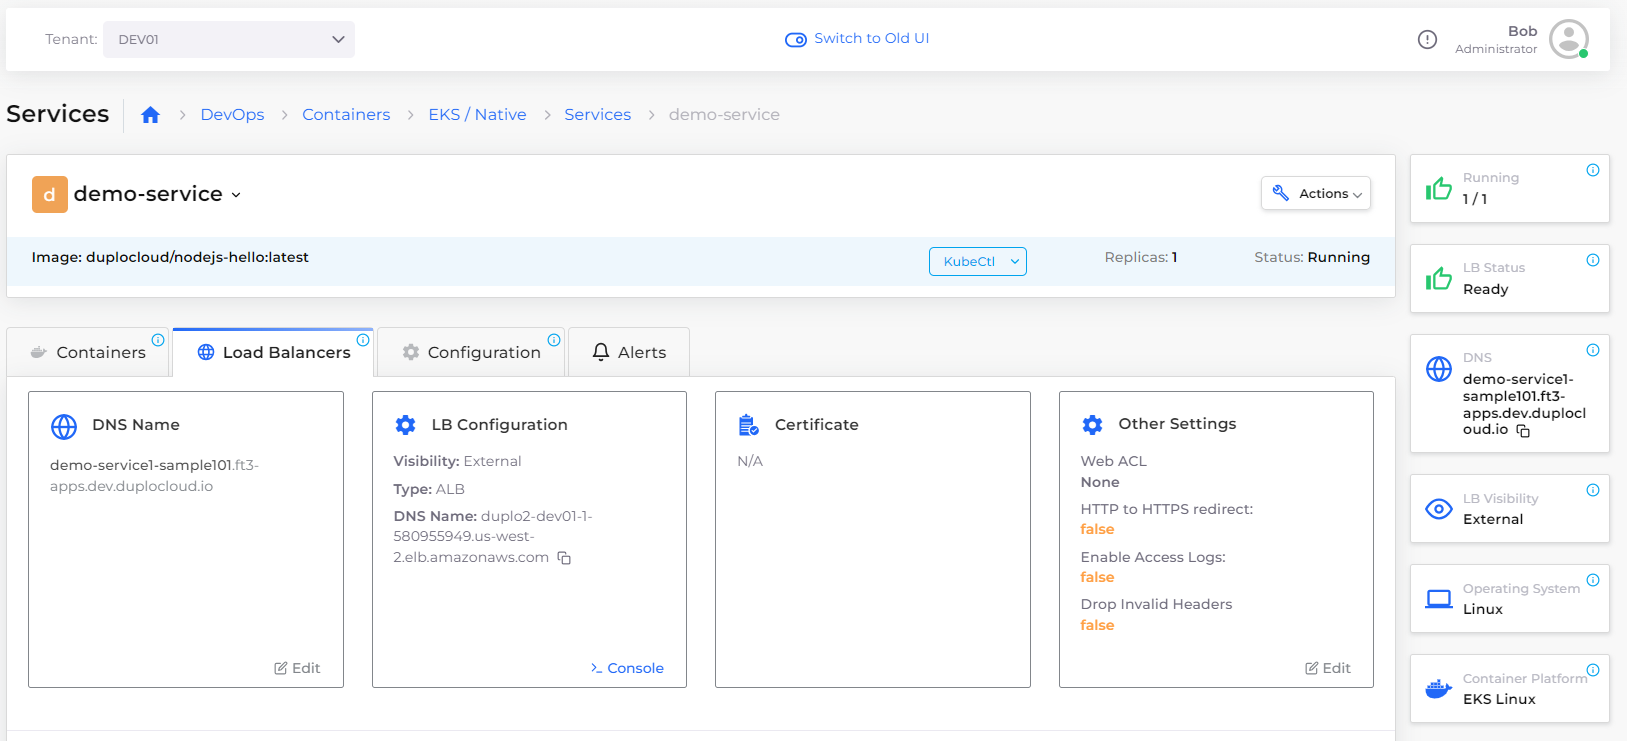 Tenant: DEV01
Switch to Old UI
Bob
Administrator
Services
DevOps > Containers > EKS / Native > Services > demo-service
d demo-service
Actions
Image: duplocloud/nodejs-hello:latest
KubeCtl
Replicas: 1
Status: Running
Containers
Load Balancers
Configuration
Alerts
DNS Name
demo-service1-sample101.ft3-
apps.dev.duplocloud.io
Edit
LB Configuration
Visibility: External
Type: ALB
DNS Name: duplo2-dev01-1-
580955949.us-west-
2.elb.amazonaws.com
Console
Certificate
N/A
Other Settings
Web ACL
None
HTTP to HTTPS redirect:
false
Enable Access Logs:
false
Drop Invalid Headers
false
Edit
Running
1 / 1
LB Status
Ready
DNS
demo-service1-
sample101.ft3-
apps.dev.duplocl
oud.io
LB Visibility
External
Operating System
Linux
Container Platform
EKS Linux